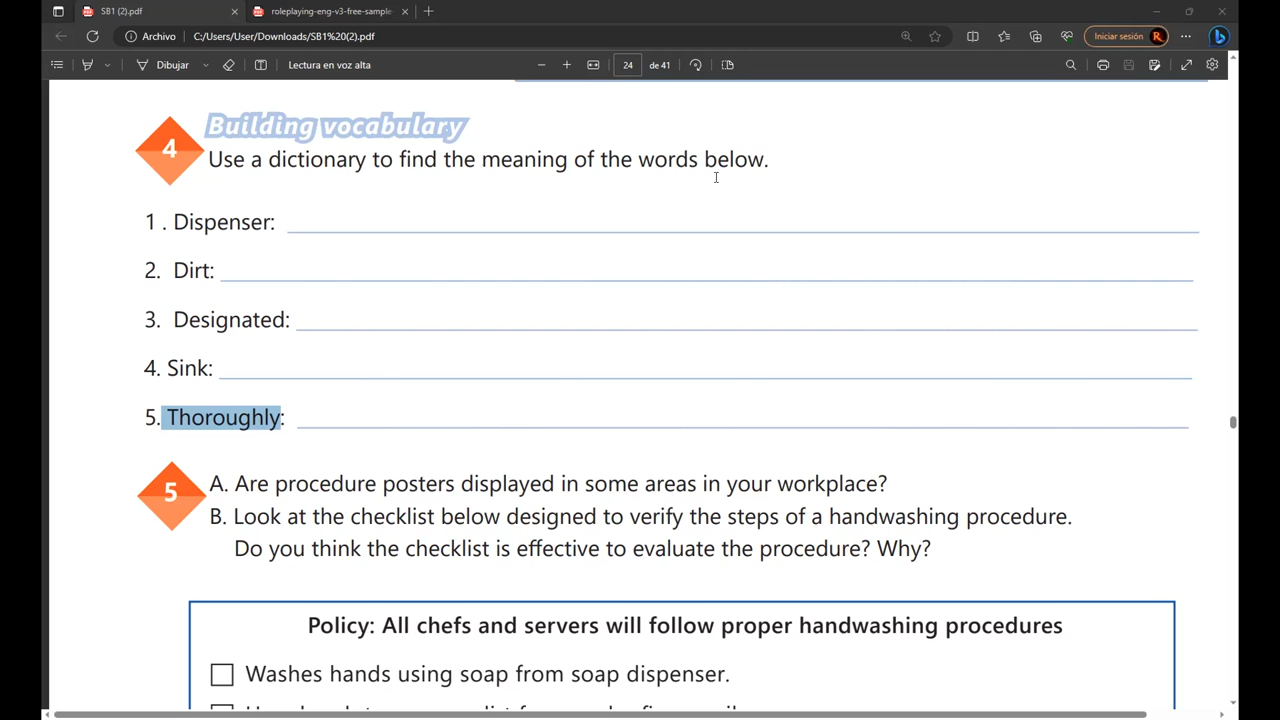 SB1 (2).pdf
roleplaying-eng-v3-free-sample
Archivo
C:/Users/User/Downloads/SB1%20(2).pdf
Iniciar sesión
R
Dibujar
Lectura en voz alta
24
de 41
4
Building vocabulary
Use a dictionary to find the meaning of the words below.
1 . Dispenser:
2. Dirt:
3. Designated:
4. Sink:
5. Thoroughly:
5
A. Are procedure posters displayed in some areas in your workplace?
B. Look at the checklist below designed to verify the steps of a handwashing procedure.
Do you think the checklist is effective to evaluate the procedure? Why?
Policy: All chefs and servers will follow proper handwashing procedures
Washes hands using soap from soap dispenser.